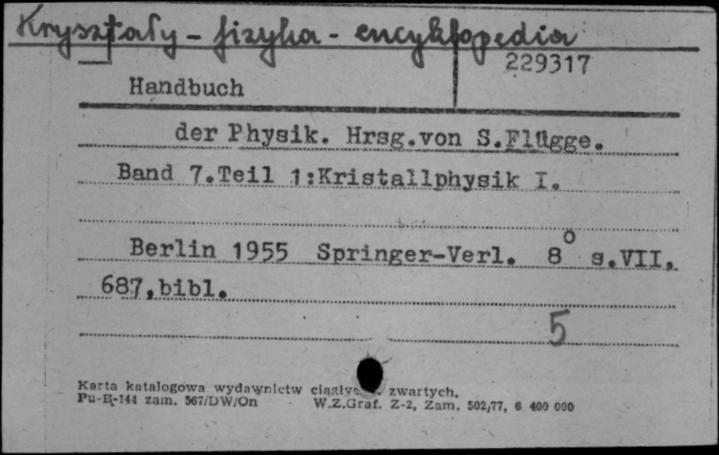 Kryształy - fizyka - encyklopedia
229317
Handbuch
der Physik. Hrsg.von S.Flügge.
Band 7.Teil 1:Kristallphysik I.
Berlin 1955 Springer-Verl. 8° s.VII,
687,bibl.
5
Karta katalogowa wydawnictw zwartych.
Pu-B-144 zam. 567/DW/On W.Z.Graf. Z-2, Zam. 502/77, 6 400 000